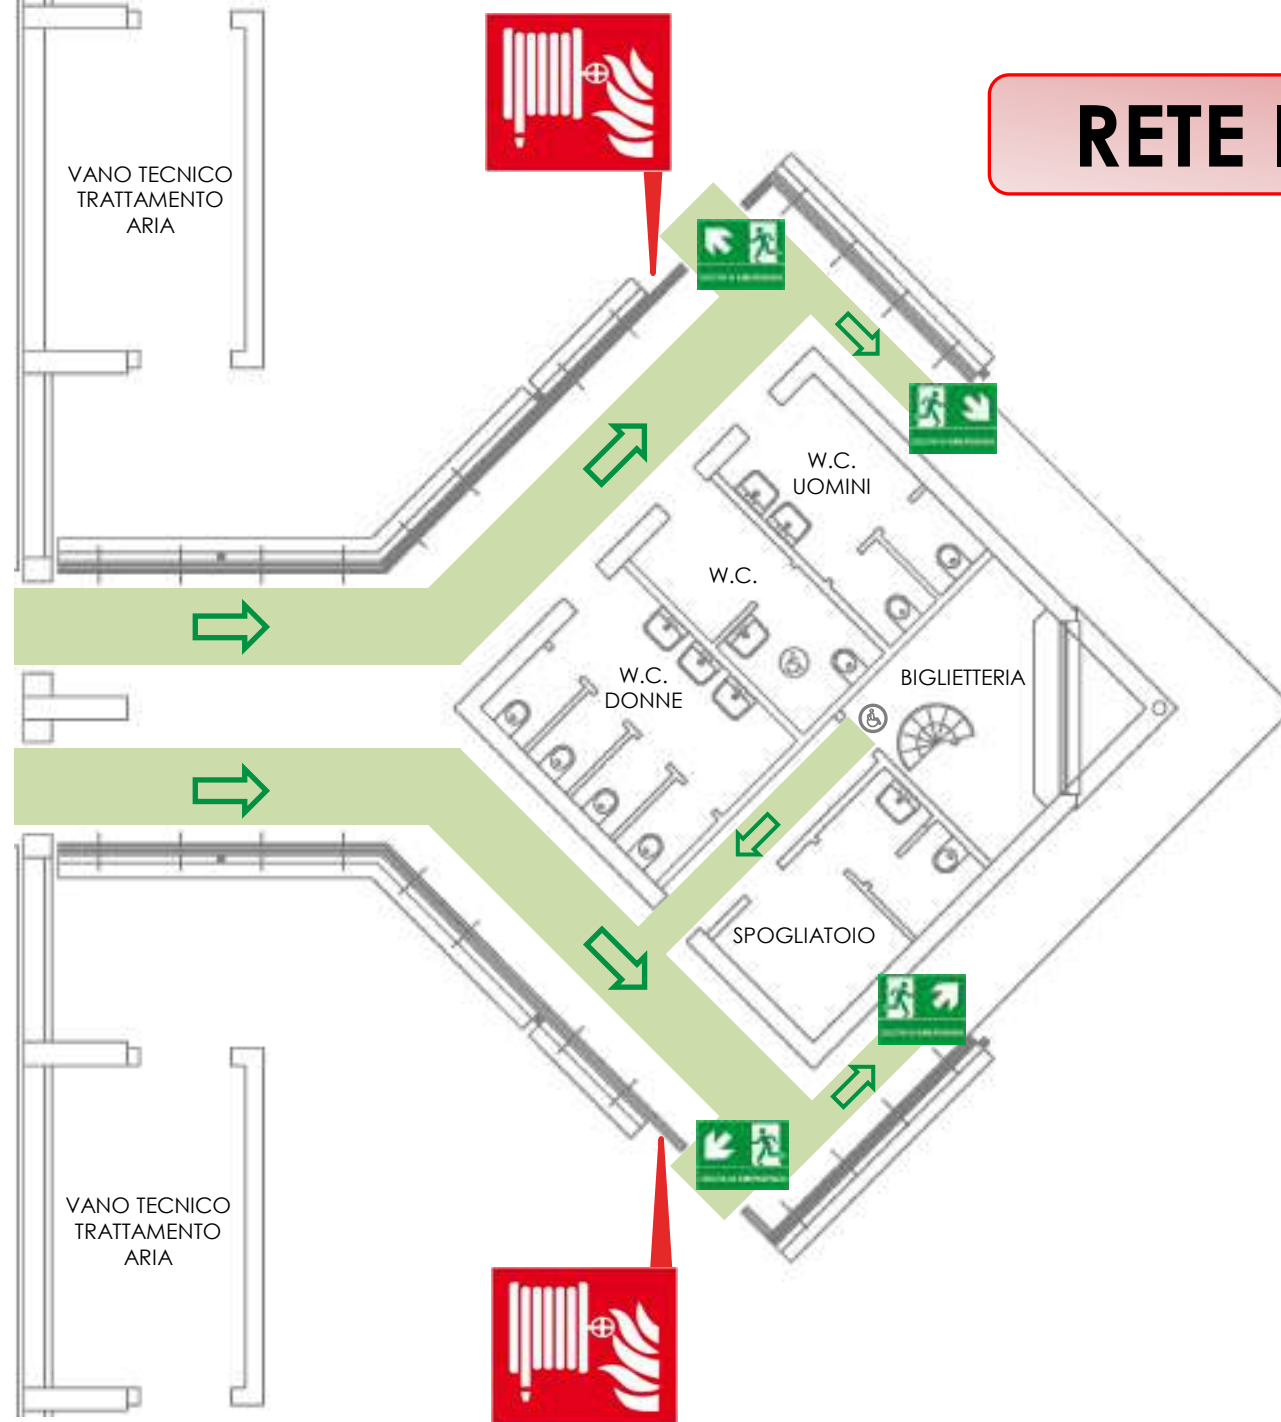 RETE
VANO TECNICO
TRATTAMENTO
ARIA
W.C.
UOMINI
W.C.
W.C.
DONNE
BIGLIETTERIA
SPOGLIATOIO
VANO TECNICO
TRATTAMENTO
ARIA